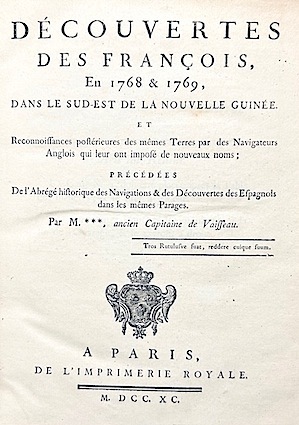 DÉCOUVERTES
DES FRANÇOIS,
En 1768 & 1769,
DANS LE SUD-EST DE LA NOUVELLE GUINÉE.
ET
Reconnoissances postérieures des mêmes Terres par des Navigateurs
Anglois qui leur ont imposé de nouveaux noms;
PRÉCÉDÉES
De l'Abrégé historique des Navigations & des Découvertes des Espagnols
dans les mêmes Parages.
Par M. ***, ancien Capitaine de Vaisseau.
Tros Rutulusve fuat, reddere cuique suum.
A PARIS,
DE L'IMPRIMERIE ROYALE.
M. DCC. XC.